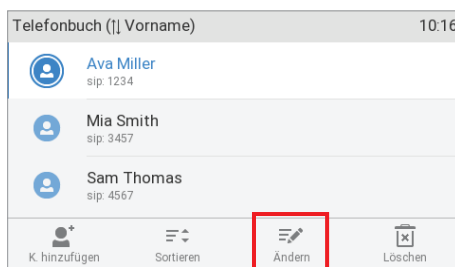 Telefonbuch (⇅ Vorname) 10:16
Ava Miller
sip: 1234
Mia Smith
sip: 3457
Sam Thomas
sip: 4567
K. hinzufügen Sortieren Ändern Löschen